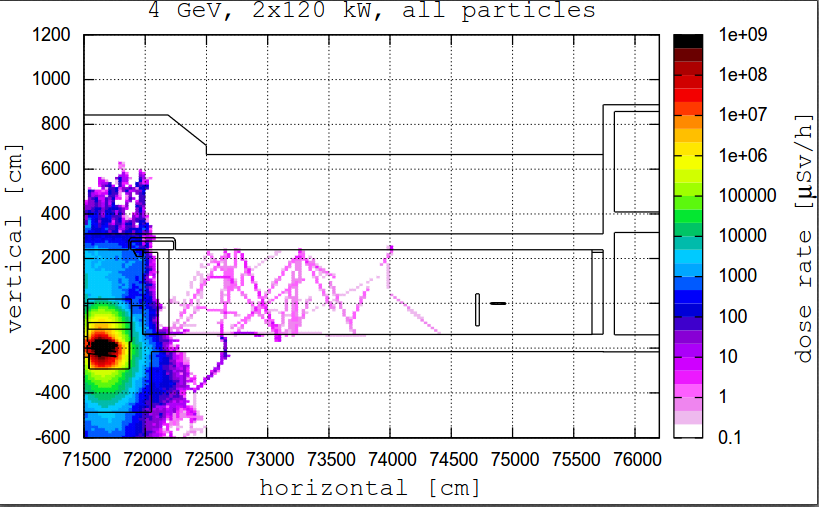 4 GeV, 2x120 kW, all particles
1200
1000
800
600
400
200
0
-200
-400
-600
vertical [cm]
71500 72000 72500 73000 73500 74000 74500 75000 75500 76000
horizontal [cm]
1e+09
1e+08
1e+07
1e+06
100000
10000
1000
100
10
1
0.1
dose rate [μSv/h]